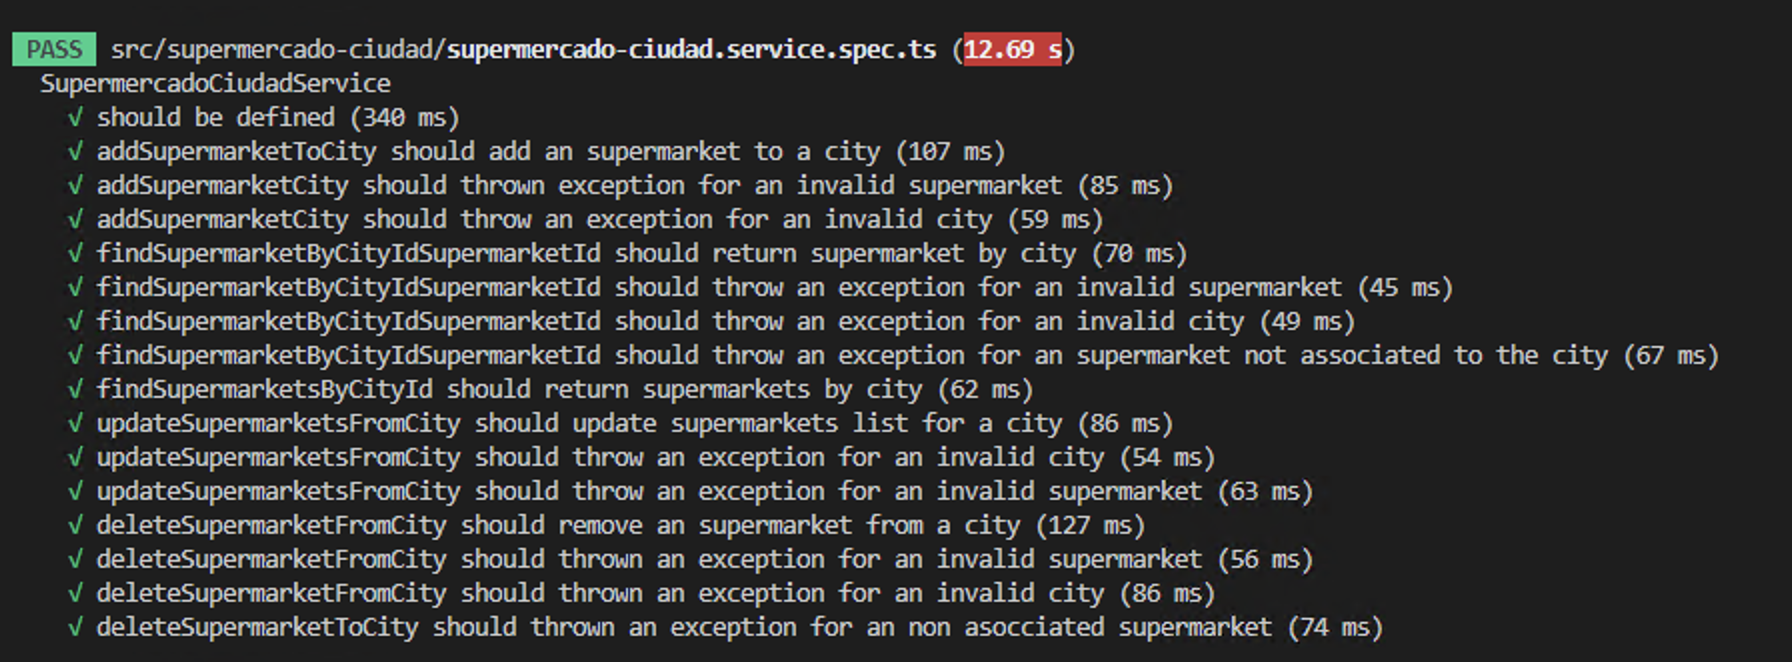 PASS src/supermercado-ciudad/supermercado-ciudad.service.spec.ts (12.69 s)
SupermercadoCiudadService
√ should be defined (340 ms)
√ addSupermarketToCity should add an supermarket to a city (107 ms)
√ addSupermarketCity should thrown exception for an invalid supermarket (85 ms)
√ addSupermarketCity should throw an exception for an invalid city (59 ms)
√ findSupermarketByCityIdSupermarketId should return supermarket by city (70 ms)
√ findSupermarketByCityIdSupermarketId should throw an exception for an invalid supermarket (45 ms)
√ findSupermarketByCityIdSupermarketId should throw an exception for an invalid city (49 ms)
√ findSupermarketByCityIdSupermarketId should throw an exception for an supermarket not associated to the city (67 ms)
√ findSupermarketsByCityId should return supermarkets by city (62 ms)
√ updateSupermarketsFromCity should update supermarkets list for a city (86 ms)
√ updateSupermarketsFromCity should throw an exception for an invalid city (54 ms)
√ updateSupermarketsFromCity should throw an exception for an invalid supermarket (63 ms)
√ deleteSupermarketFromCity should remove an supermarket from a city (127 ms)
√ deleteSupermarketFromCity should thrown an exception for an invalid supermarket (56 ms)
√ deleteSupermarketFromCity should thrown an exception for an invalid city (86 ms)
√ deleteSupermarketToCity should thrown an exception for an non asocciated supermarket (74 ms)